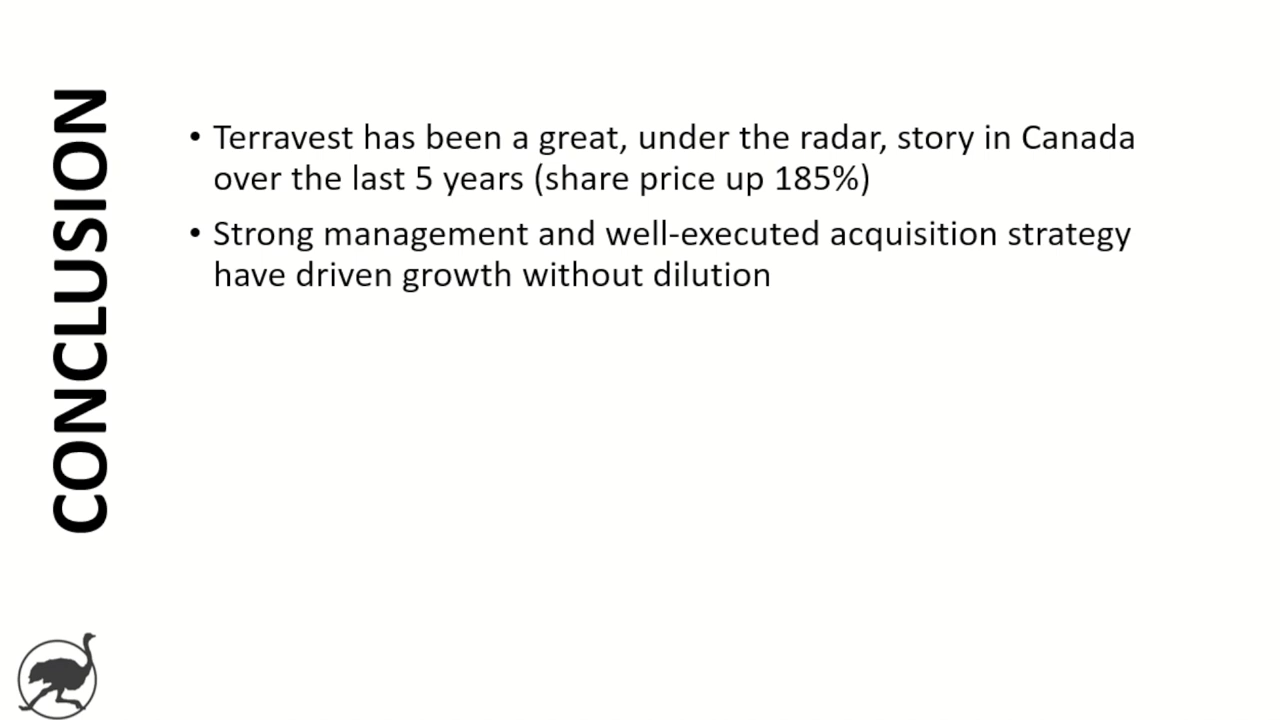 CONCLUSION
• Terravest has been a great, under the radar, story in Canada
over the last 5 years (share price up 185%)
• Strong management and well-executed acquisition strategy
have driven growth without dilution